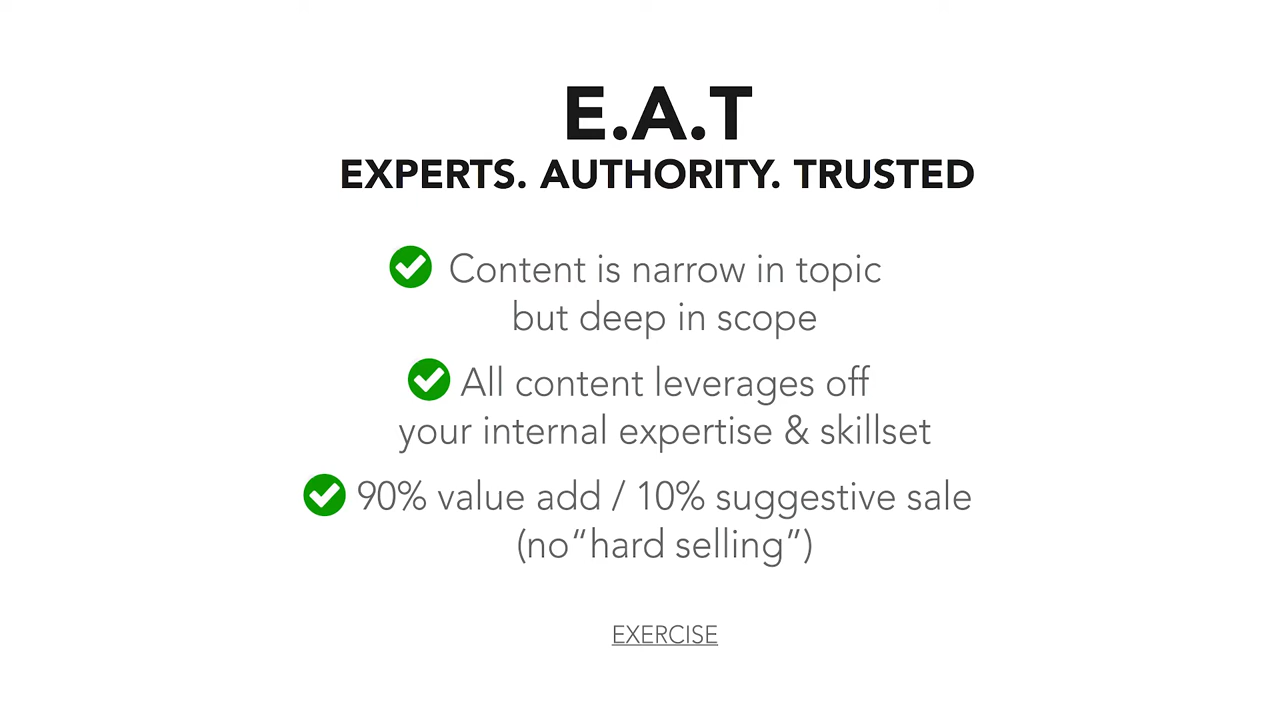 E.A.T
EXPERTS. AUTHORITY. TRUSTED
Content is narrow in topic
but deep in scope
All content leverages off
your internal expertise & skillset
90% value add / 10% suggestive sale
(no“hard selling”)
EXERCISE